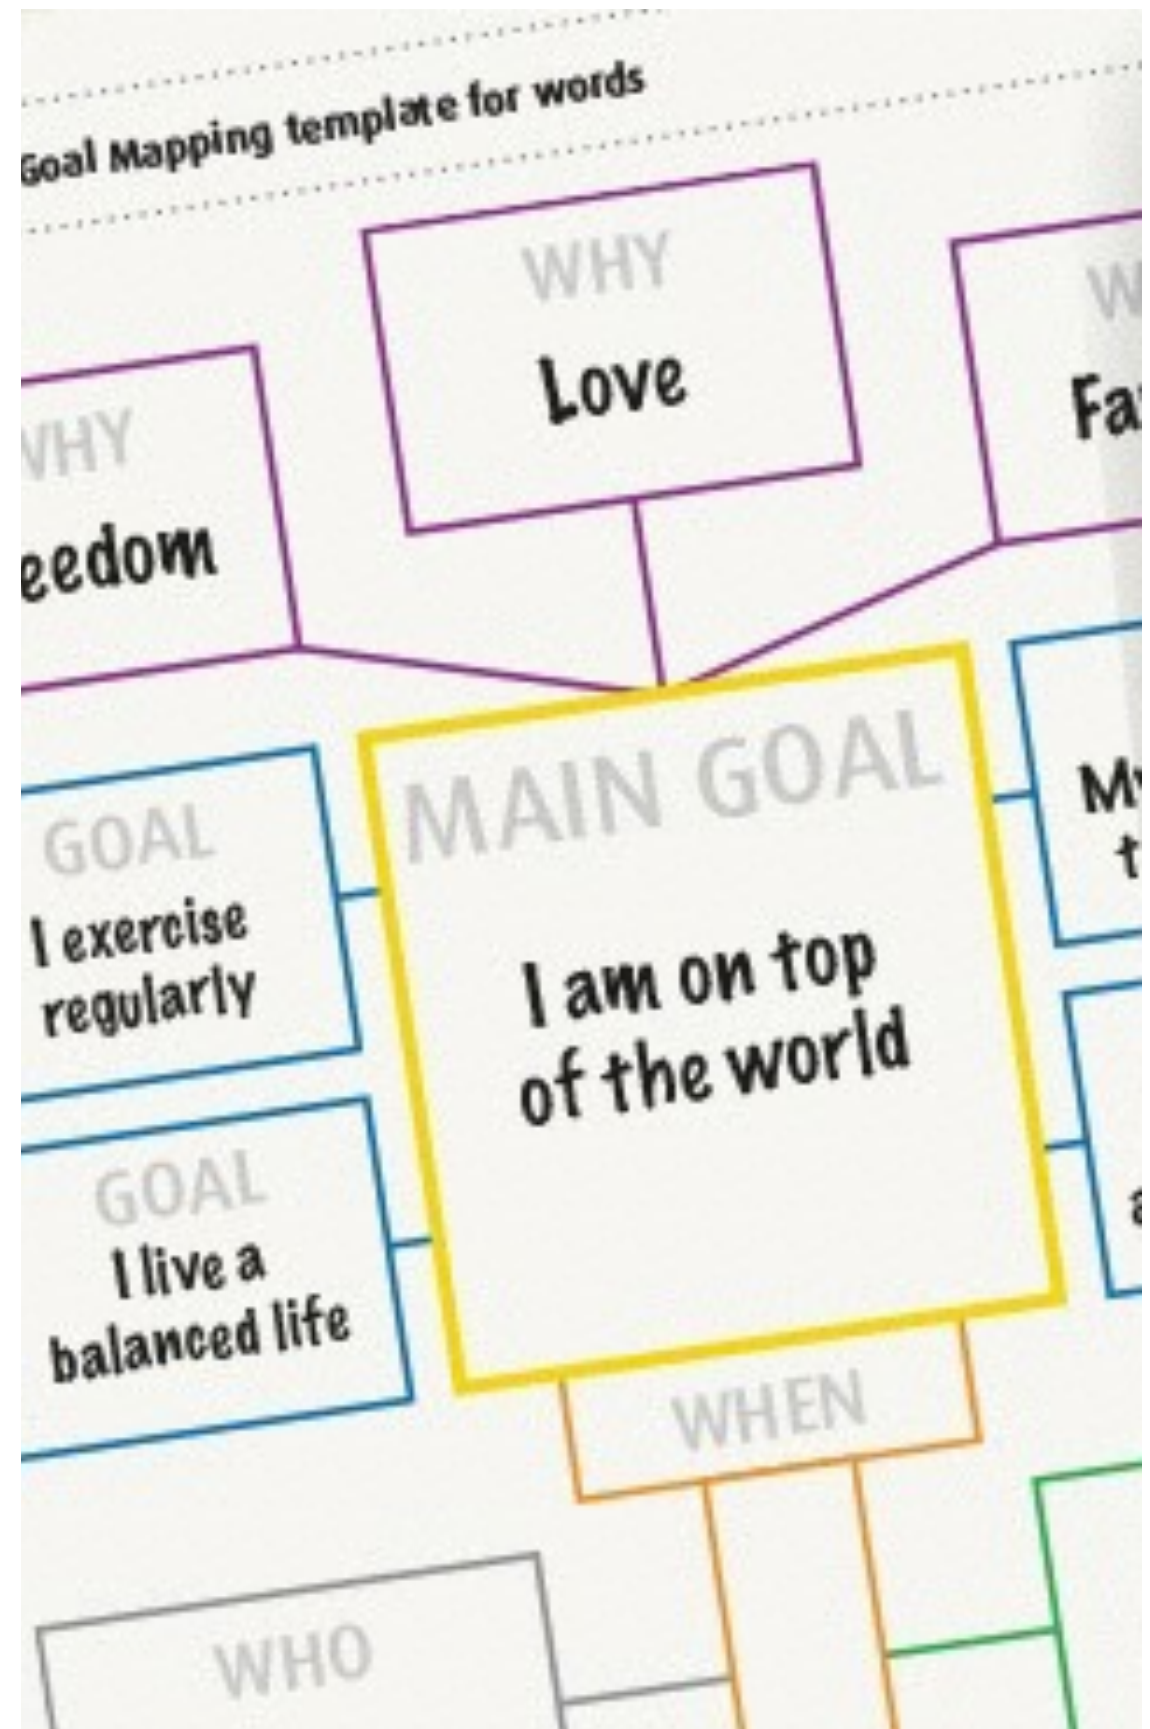 Goal Mapping template for words
WHY
Love
WHY
GOAL
I exercise
regularly
MAIN GOAL
I am on top
of the world
GOAL
I live a
balanced life
WHEN
WHO